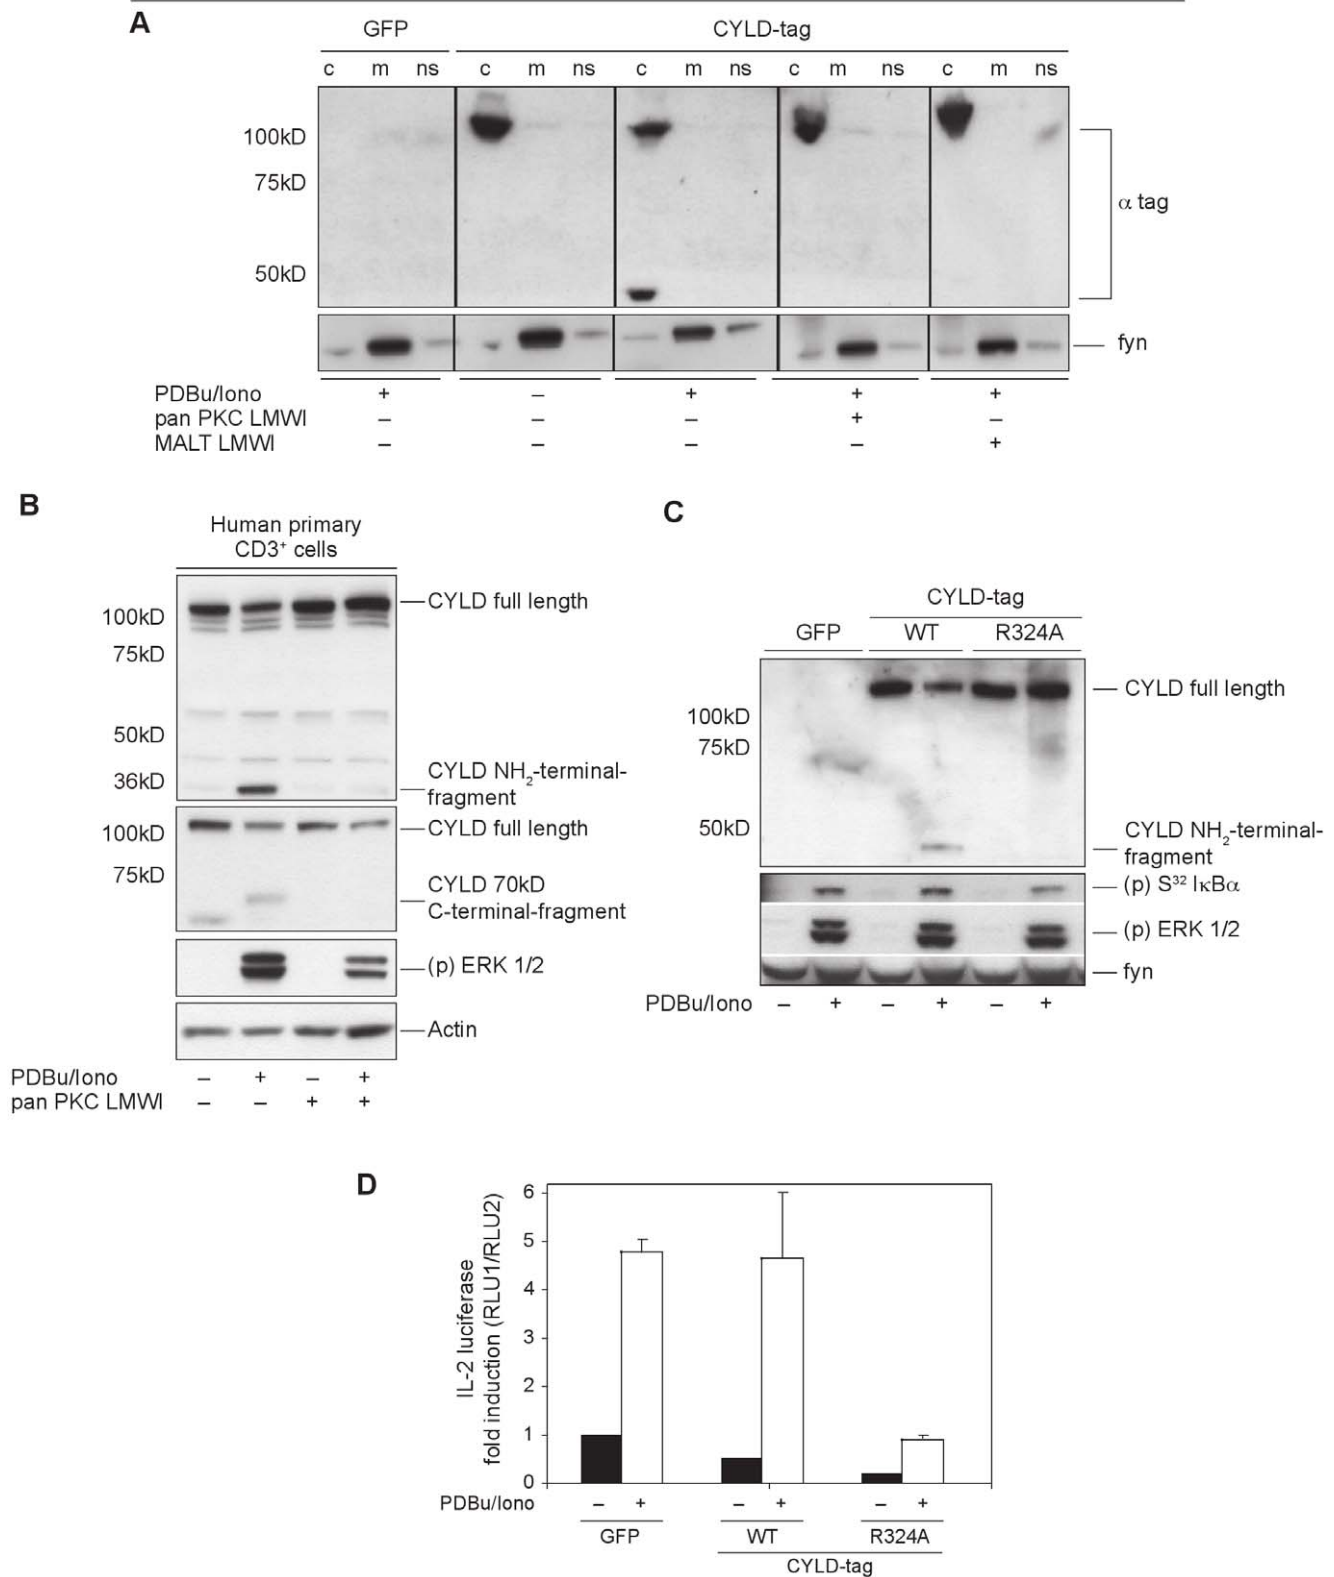 A
GFP CYLD-tag
c m ns c m ns c m ns c m ns c m ns
100kD
75kD
α tag
50kD
fyn
PDBu/Iono + – + + +
pan PKC LMWI – – – + –
MALT LMWI – – – – +
B
Human primary
CD3⁺ cells
CYLD full length
100kD
75kD
50kD
36kD
CYLD NH₂-terminal-
fragment
CYLD full length
100kD
75kD
CYLD 70kD
C-terminal-fragment
(p) ERK 1/2
Actin
PDBu/Iono – + – +
pan PKC LMWI – – + +
C
CYLD-tag
GFP WT R324A
CYLD full length
100kD
75kD
50kD
CYLD NH₂-terminal-
fragment
(p) S³² IκBα
(p) ERK 1/2
fyn
PDBu/Iono – + – + – +
D
IL-2 luciferase
fold induction (RLU1/RLU2)
6
5
4
3
2
1
0
PDBu/Iono – + – + – +
GFP WT R324A
CYLD-tag